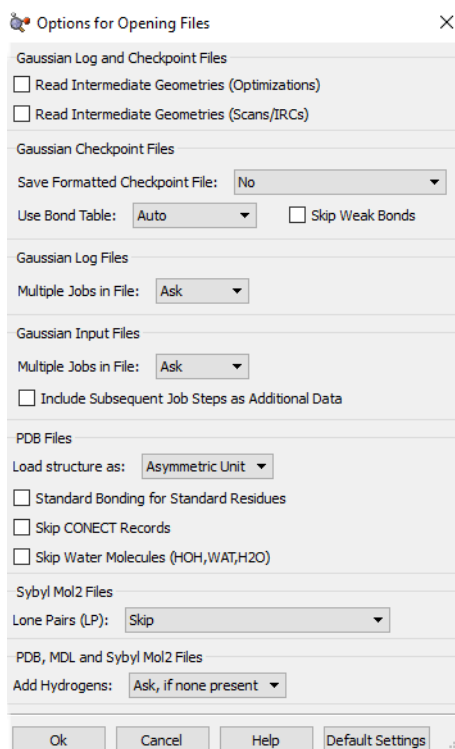 Options for Opening Files
Gaussian Log and Checkpoint Files
Read Intermediate Geometries (Optimizations)
Read Intermediate Geometries (Scans/IRCs)
Gaussian Checkpoint Files
Save Formatted Checkpoint File: No
Use Bond Table: Auto Skip Weak Bonds
Gaussian Log Files
Multiple Jobs in File: Ask
Gaussian Input Files
Multiple Jobs in File: Ask
Include Subsequent Job Steps as Additional Data
PDB Files
Load structure as: Asymmetric Unit
Standard Bonding for Standard Residues
Skip CONECT Records
Skip Water Molecules (HOH,WAT,H2O)
Sybyl Mol2 Files
Lone Pairs (LP): Skip
PDB, MDL and Sybyl Mol2 Files
Add Hydrogens: Ask, if none present
Ok Cancel Help Default Settings